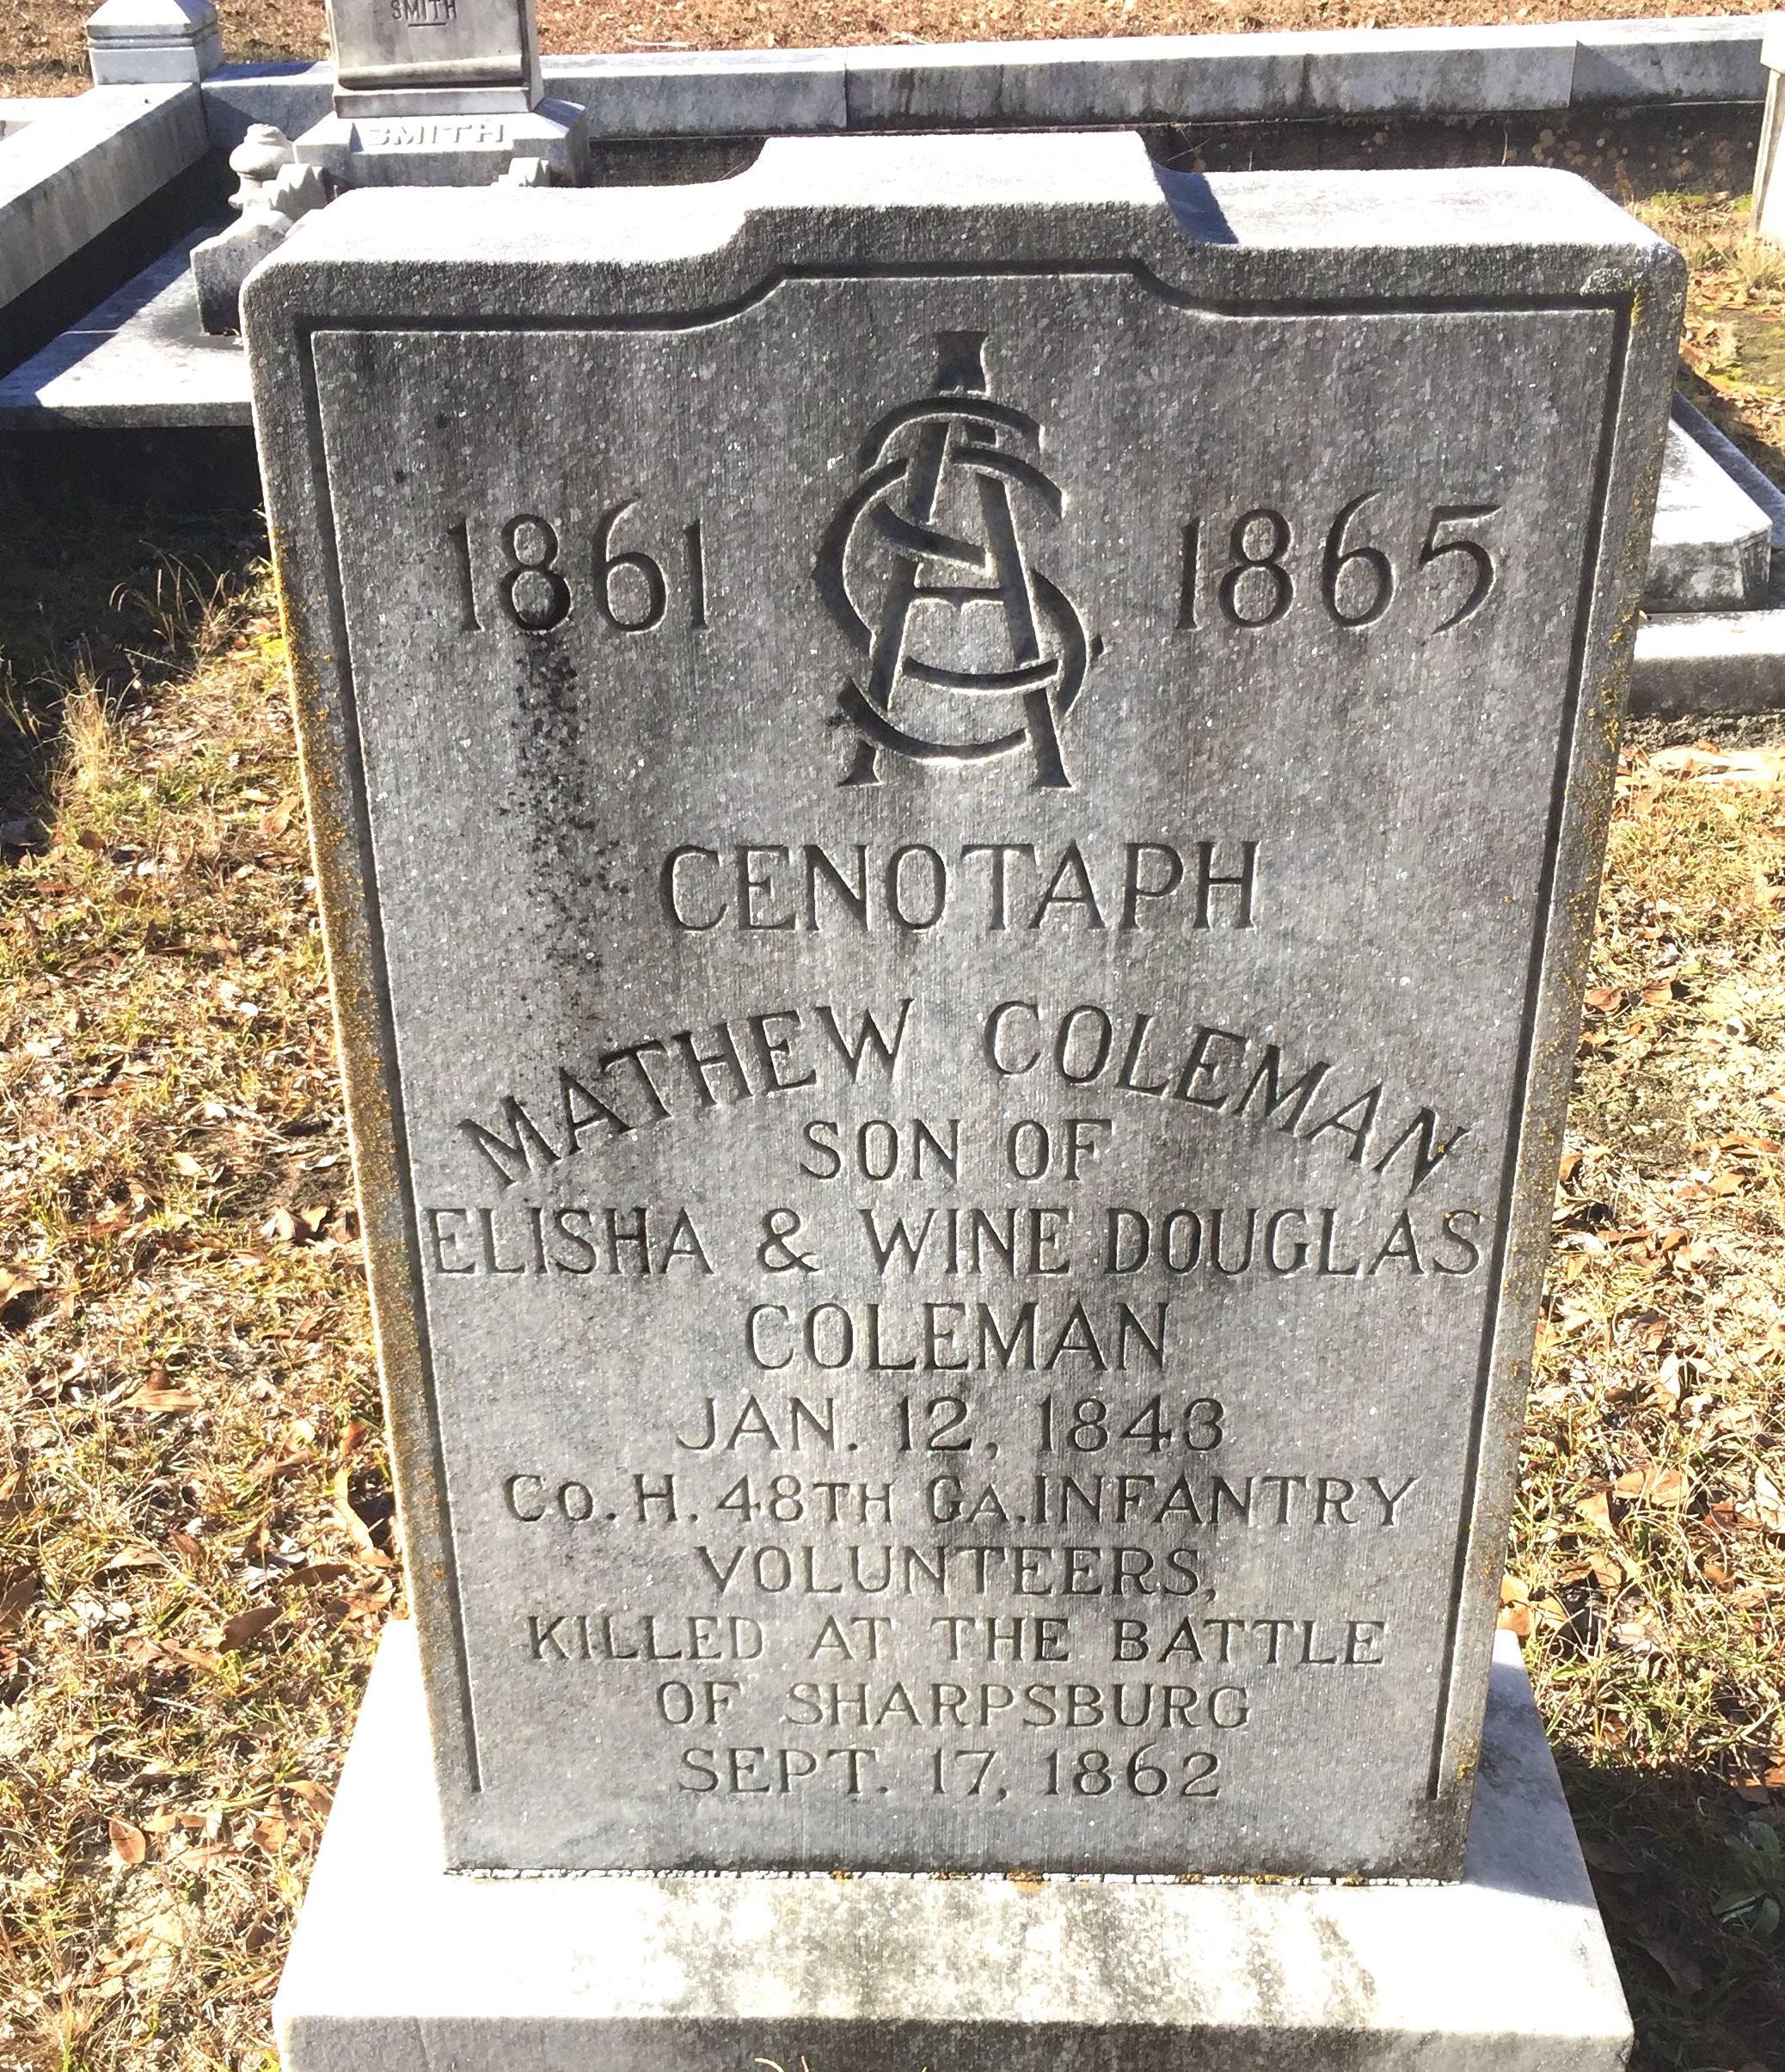 SMITH
SMITH
1861 CSA 1865
CENOTAPH
MATHEW COLEMAN
SON OF
ELISHA & WINE DOUGLAS
COLEMAN
JAN. 12, 1843
CO. H. 48TH GA. INFANTRY
VOLUNTEERS,
KILLED AT THE BATTLE
OF SHARPSBURG
SEPT. 17, 1862